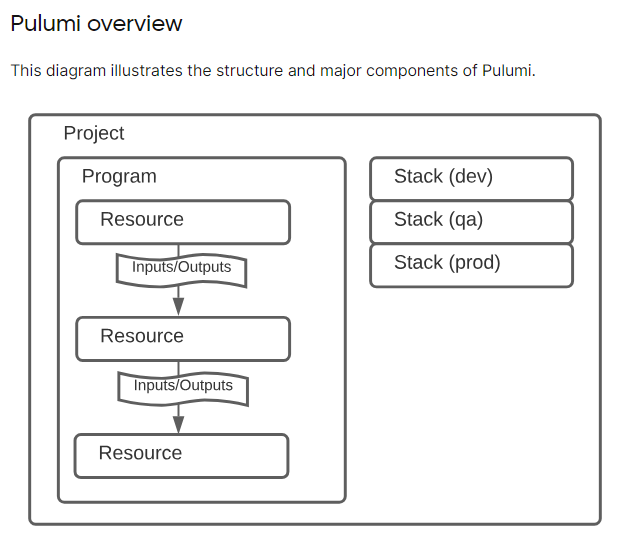 Pulumi overview
This diagram illustrates the structure and major components of Pulumi.
Project
Program
Resource
Inputs/Outputs
Resource
Inputs/Outputs
Resource
Stack (dev)
Stack (qa)
Stack (prod)